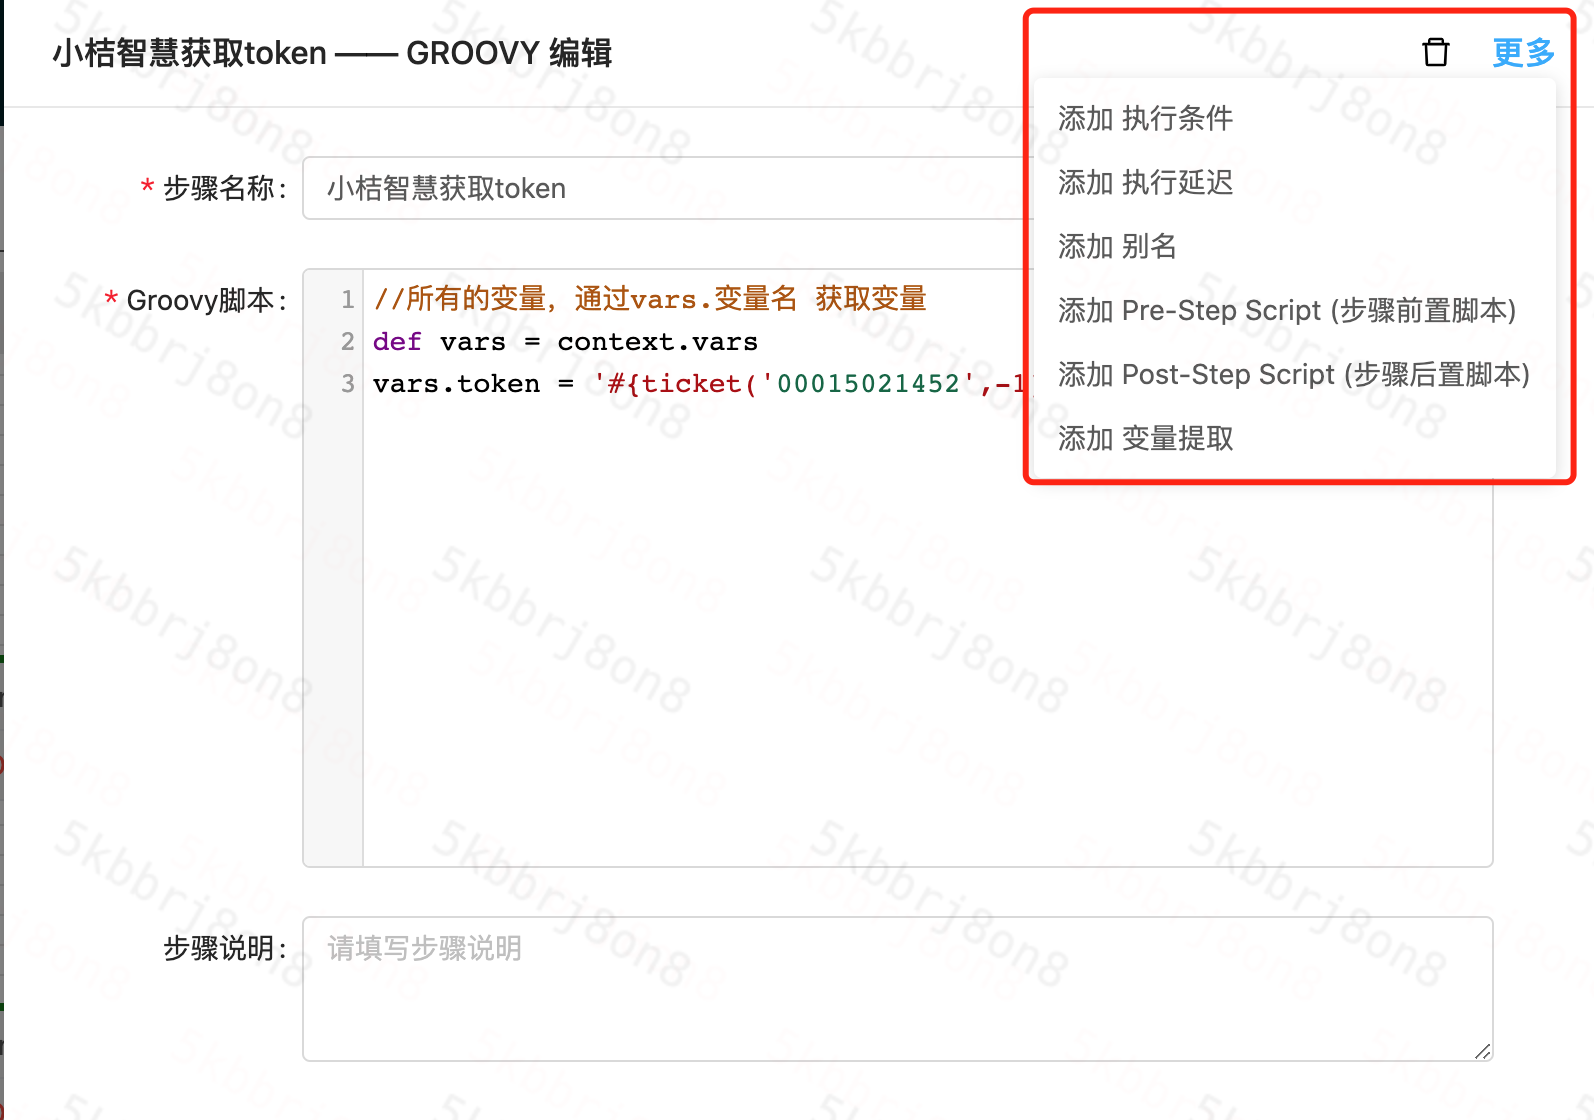 小桔智慧获取token —— GROOVY 编辑
更多
添加 执行条件
添加 执行延迟
添加 别名
添加 Pre-Step Script (步骤前置脚本)
添加 Post-Step Script (步骤后置脚本)
添加 变量提取
* 步骤名称:
小桔智慧获取token
* Groovy脚本:
1 //所有的变量，通过vars.变量名 获取变量
2 def vars = context.vars
3 vars.token = '#{ticket('00015021452',-1
步骤说明:
请填写步骤说明
5kbbrj8on8